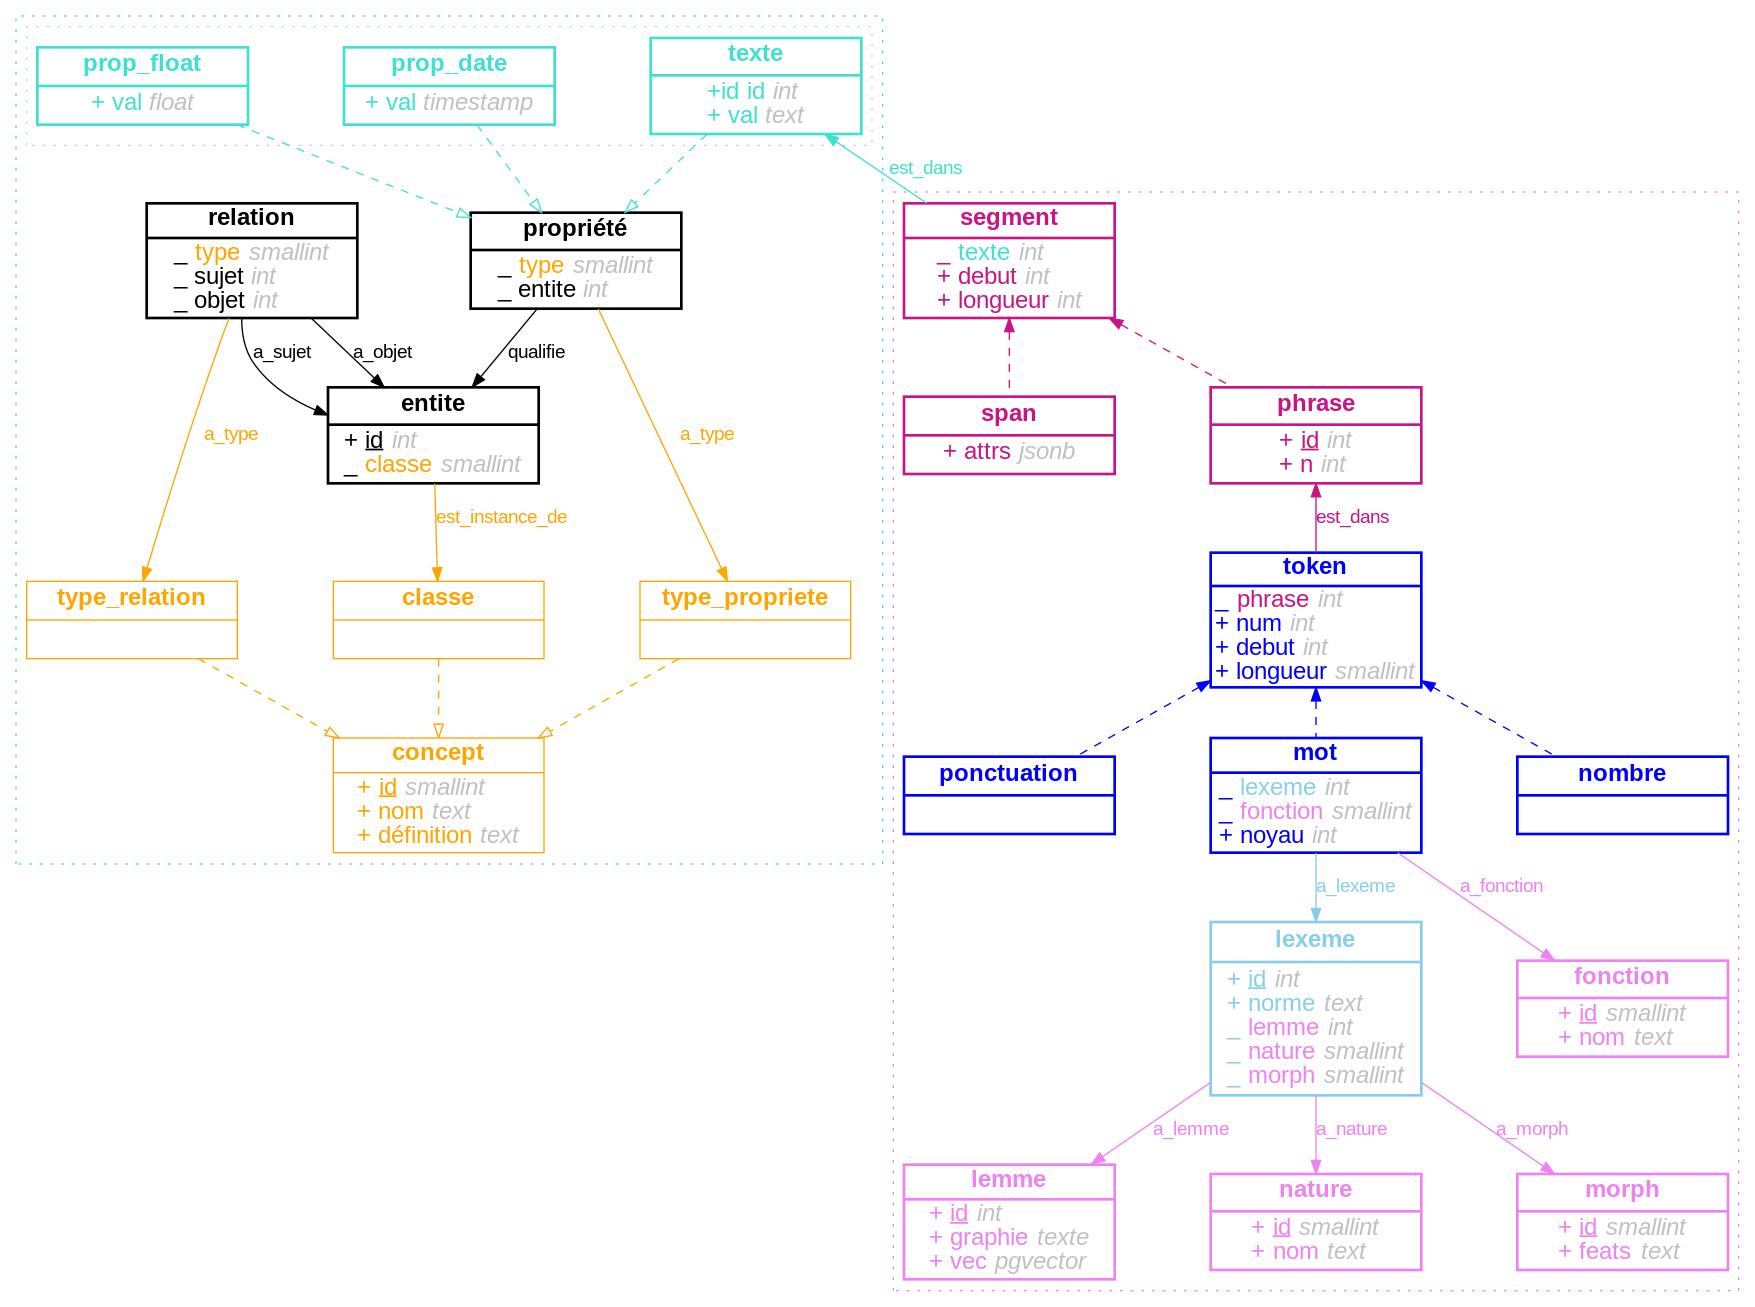 prop_float
+ val float
prop_date
+ val timestamp
texte
+id id int
+ val text
est_dans
relation
_ type smallint
_ sujet int
_ objet int
propriété
_ type smallint
_ entite int
segment
_ texte int
+ debut int
+ longueur int
a_sujet
a_objet
qualifie
entite
+ id int
_ classe smallint
span
+ attrs jsonb
phrase
+ id int
+ n int
a_type
a_type
est_instance_de
est_dans
type_relation
classe
type_propriete
token
_ phrase int
+ num int
+ debut int
+ longueur smallint
concept
+ id smallint
+ nom text
+ définition text
ponctuation
mot
_ lexeme int
_ fonction smallint
+ noyau int
nombre
a_lexeme
a_fonction
lexeme
+ id int
+ norme text
_ lemme int
_ nature smallint
_ morph smallint
fonction
+ id smallint
+ nom text
a_lemme
a_nature
a_morph
lemme
+ id int
+ graphie texte
+ vec pgvector
nature
+ id smallint
+ nom text
morph
+ id smallint
+ feats text